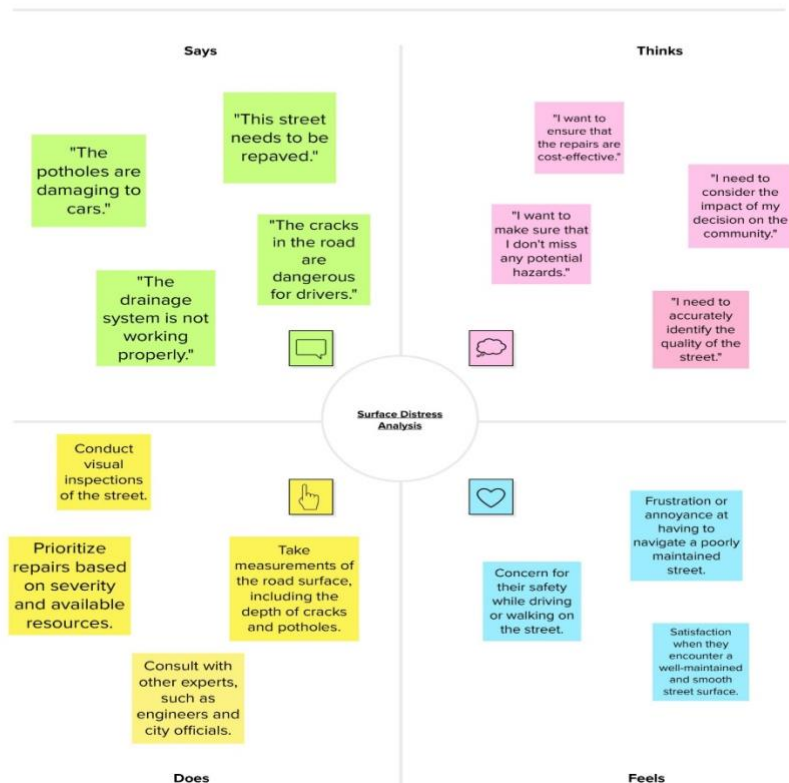 Says
"This street
needs to be
repaved."
"The
potholes are
damaging to
cars."
"The cracks
in the road
are
dangerous
for drivers."
"The
drainage
system is not
working
properly."
Thinks
"I want to
ensure that
the repairs are
cost-effective."
"I need to
consider the
impact of my
decision on the
community."
"I want to
make sure that
I don't miss
any potential
hazards."
"I need to
accurately
identify the
quality of the
street."
Surface Distress
Analysis
Conduct
visual
inspections
of the street.
Prioritize
repairs based
on severity
and available
resources.
Take
measurements
of the road surface,
including the
depth of cracks
and potholes.
Consult with
other experts,
such as
engineers and
city officials.
Does
Frustration or
annoyance at
having to
navigate a poorly
maintained
street.
Concern for
their safety
while driving
or walking on
the street.
Satisfaction
when they
encounter a
well-maintained
and smooth
street surface.
Feels